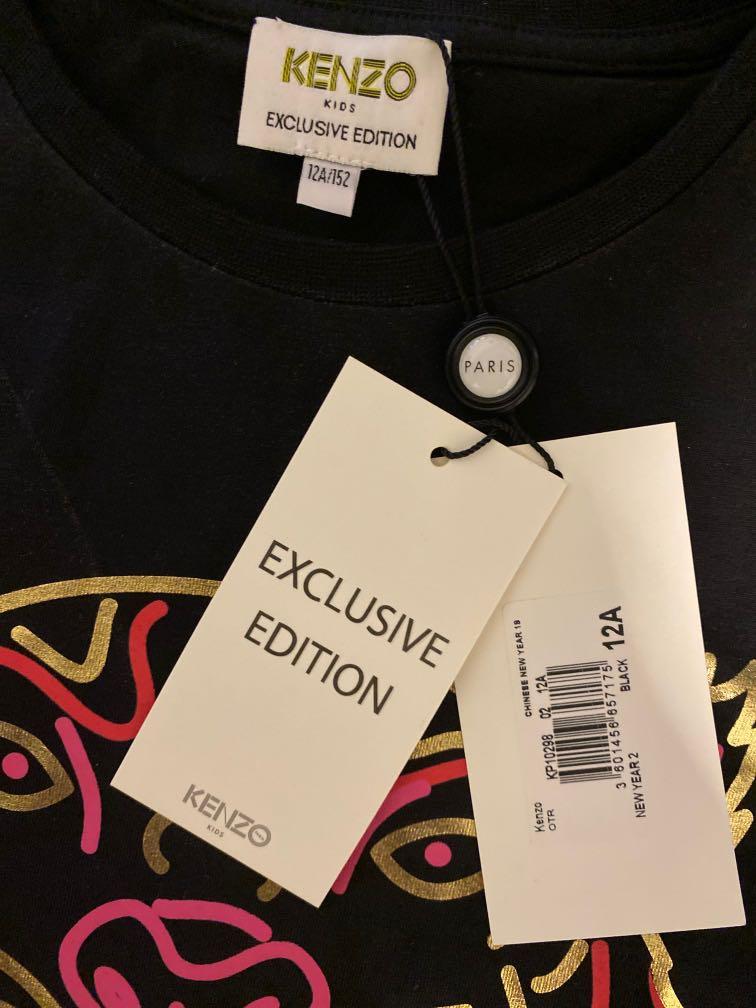 KENZO
KIDS
EXCLUSIVE EDITION
12A/152
PARIS
EXCLUSIVE
EDITION
KENZO
KIDS
CHINESE NEW YEAR 19
KP10298 02 12A
3 601456 657175
BLACK
12A
NEW YEAR 2
Kenzo
OTR